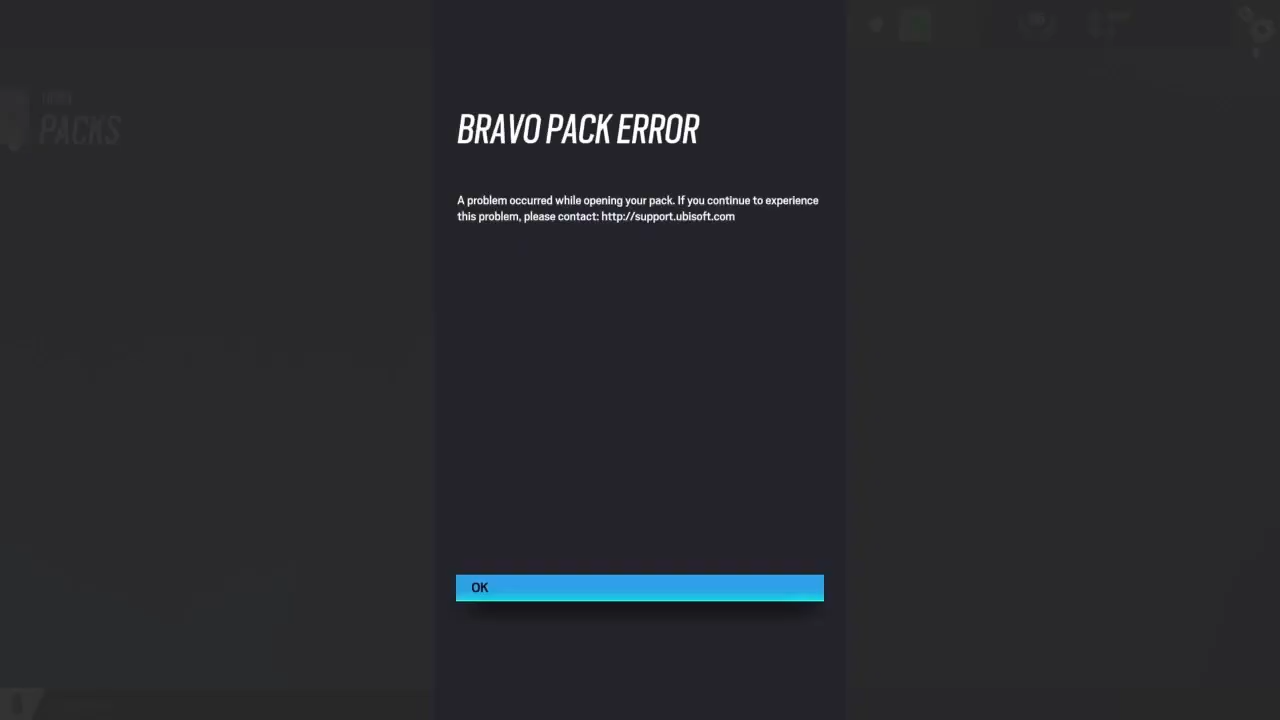 PACKS
BRAVO PACK ERROR
A problem occurred while opening your pack. If you continue to experience
this problem, please contact: http://support.ubisoft.com
OK